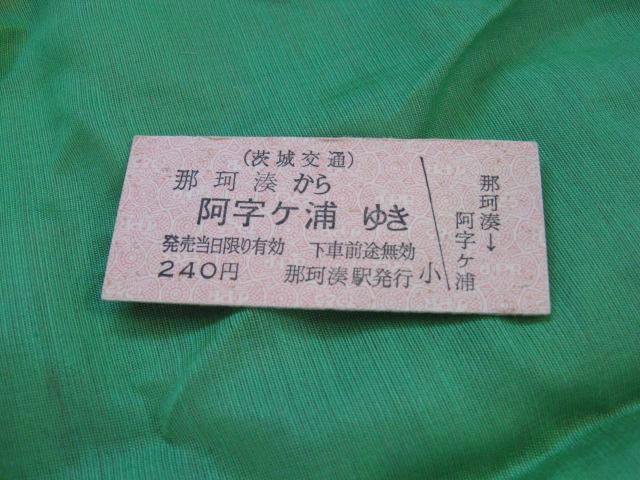 (茨城交通)
那珂湊から
阿字ヶ浦 ゆき
発売当日限り有効 下車前途無効
240円 那珂湊駅発行 小
那珂湊→阿字ヶ浦